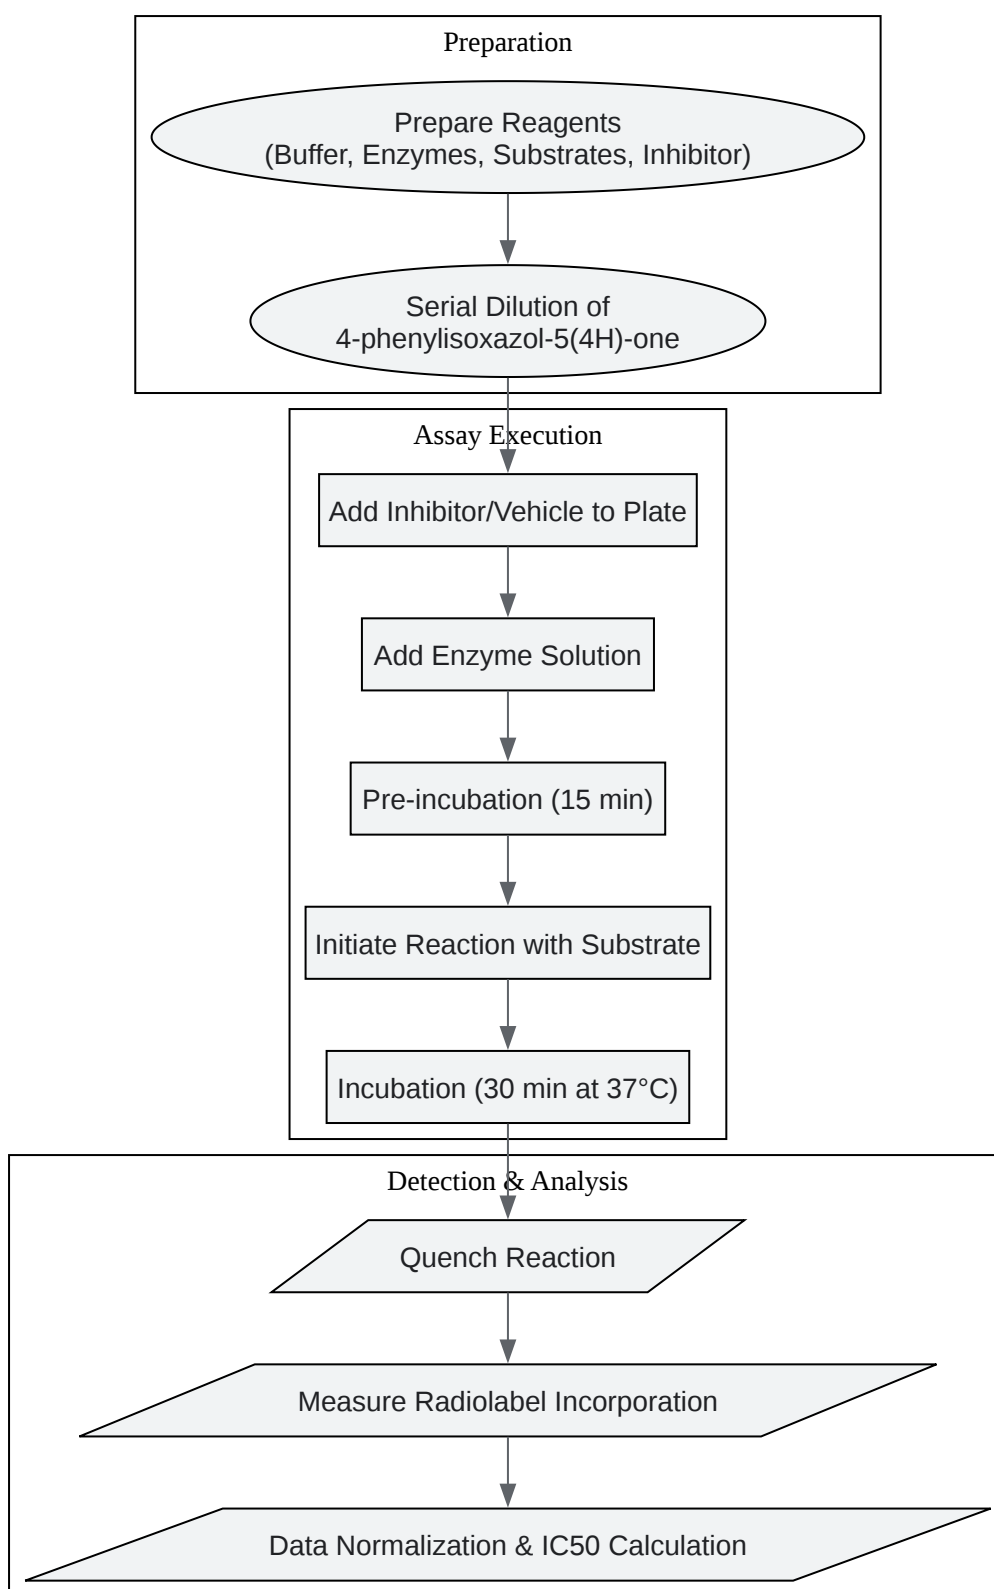 Preparation
Prepare Reagents
(Buffer, Enzymes, Substrates, Inhibitor)
Serial Dilution of
4-phenylisoxazol-5(4H)-one
Assay Execution
Add Inhibitor/Vehicle to Plate
Add Enzyme Solution
Pre-incubation (15 min)
Initiate Reaction with Substrate
Incubation (30 min at 37°C)
Detection & Analysis
Quench Reaction
Measure Radiolabel Incorporation
Data Normalization & IC50 Calculation